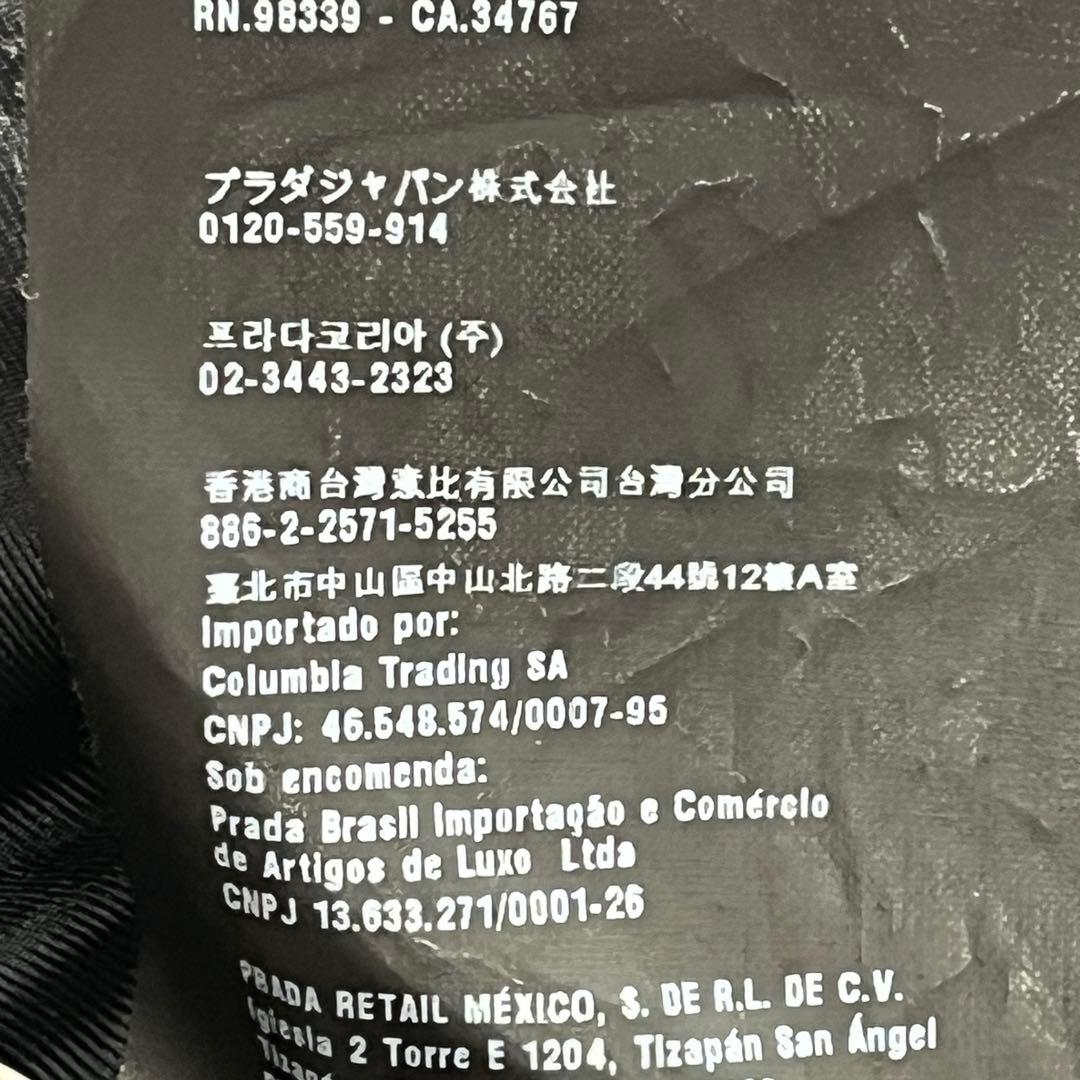 RN.98339 - CA.34767
プラダジャパン株式会社
0120-559-914
프라다코리아 (주)
02-3443-2323
香港商台灣意比有限公司台灣分公司
886-2-2571-5255
臺北市中山區中山北路二段44號12樓A室
Importado por:
Columbia Trading SA
CNPJ: 46.548.574/0007-95
Sob encomenda:
Prada Brasil Importação e Comércio
de Artigos de Luxo Ltda
CNPJ 13.633.271/0001-26
PRADA RETAIL MÉXICO, S. DE R.L. DE C.V.
Iglesia 2 Torre E 1204, Tizapán San Ángel